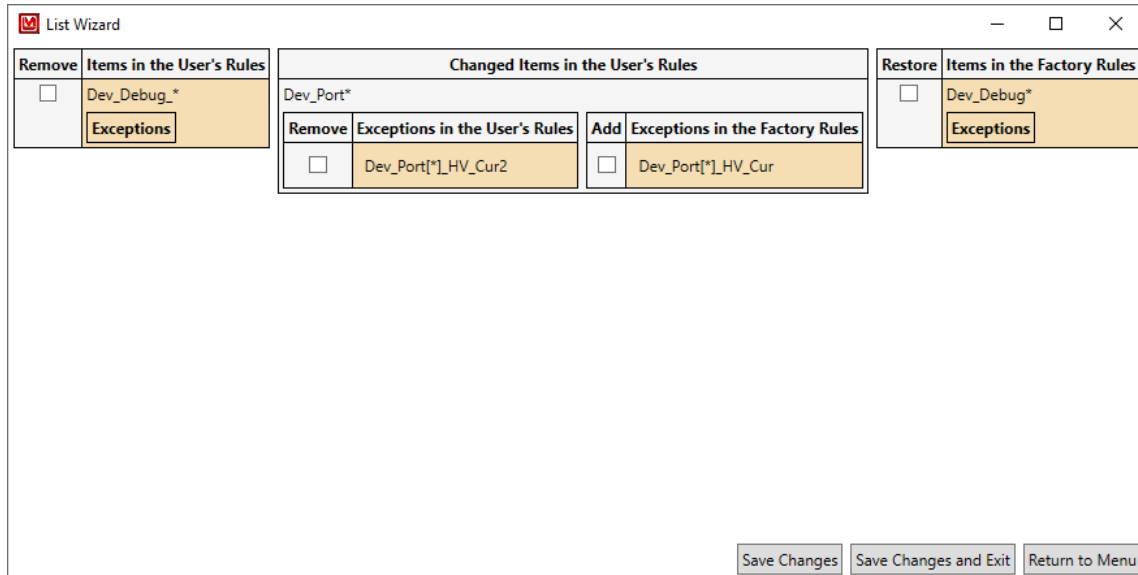 List Wizard
Remove Items in the User's Rules
Dev_Debug_*
Exceptions
Changed Items in the User's Rules
Dev_Port*
Remove Exceptions in the User's Rules
Dev_Port[*]_HV_Cur2
Add Exceptions in the Factory Rules
Dev_Port[*]_HV_Cur
Restore Items in the Factory Rules
Dev_Debug*
Exceptions
Save Changes Save Changes and Exit Return to Menu